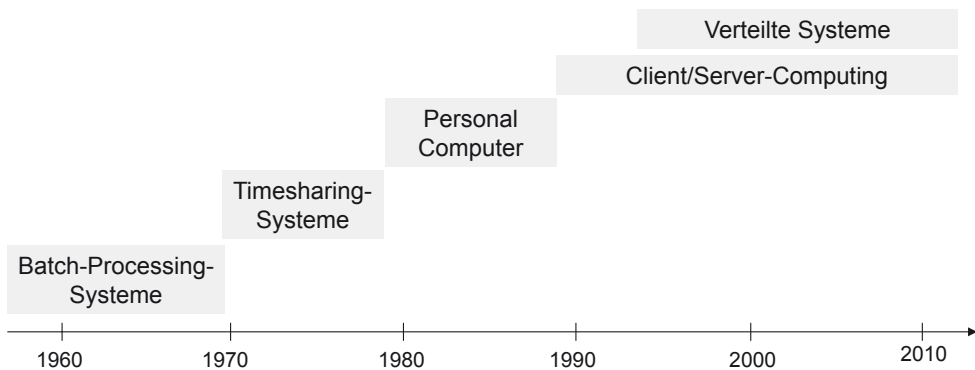 Verteilte Systeme
Client/Server-Computing
Personal
Computer
Timesharing-
Systeme
Batch-Processing-
Systeme
1960 1970 1980 1990 2000 2010